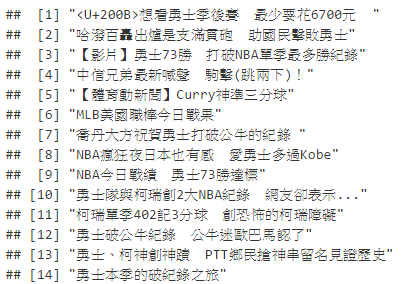 ## [1] "<U+200B>想看勇士季後賽　最少要花6700元　"
## [2] "哈潑百轟出爐是支滿貫砲　助國民擊敗勇士"
## [3] "【影片】勇士73勝　打破NBA單季最多勝紀錄"
## [4] "中信兄弟最新喊聲　駒擊(跳兩下)！"
## [5] "【體育動新聞】Curry神準三分球"
## [6] "MLB美國職棒今日戰果"
## [7] "喬丹大方祝賀勇士打破公牛的紀錄 "
## [8] "NBA瘋狂夜日本也有感　愛勇士多過Kobe"
## [9] "NBA今日戰績　勇士73勝達標"
## [10] "勇士隊與柯瑞創2大NBA紀錄　網友卻表示..."
## [11] "柯瑞單季402記3分球　創恐怖的柯瑞障礙"
## [12] "勇士破公牛紀錄　公牛迷歐巴馬認了"
## [13] "勇士、柯神創神蹟　PTT鄉民搶神串留名見證歷史"
## [14] "勇士本季的破紀錄之旅"